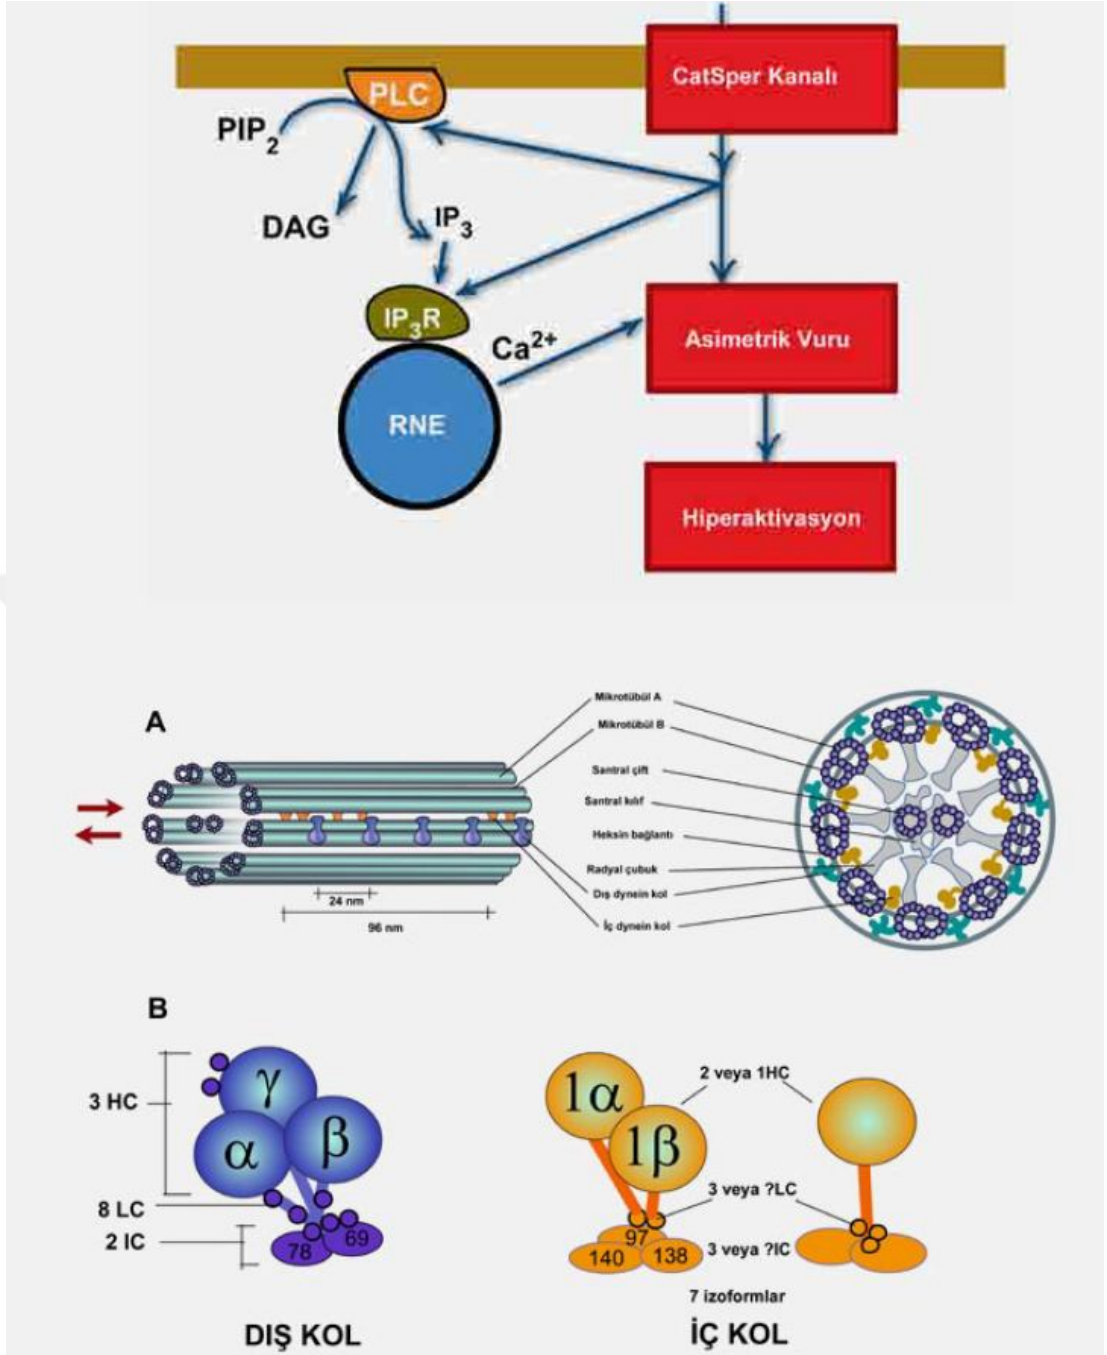 CatSper Kanalı
PLC
PIP2
DAG
IP3
IP3R
Ca2+
RNE
Asimetrik Vuru
Hiperaktivasyon
A
Mikrotübül A
Mikrotübül B
Santral çift
Santral kılıf
Heksin bağlantı
Radyal çubuk
Dış dynein kol
İç dynein kol
24 nm
96 nm
B
3 HC
γ
α
β
8 LC
2 IC
78
69
DIŞ KOL
1α
1β
2 veya 1HC
3 veya ?LC
97
140
138
3 veya ?IC
7 izoformlar
İÇ KOL